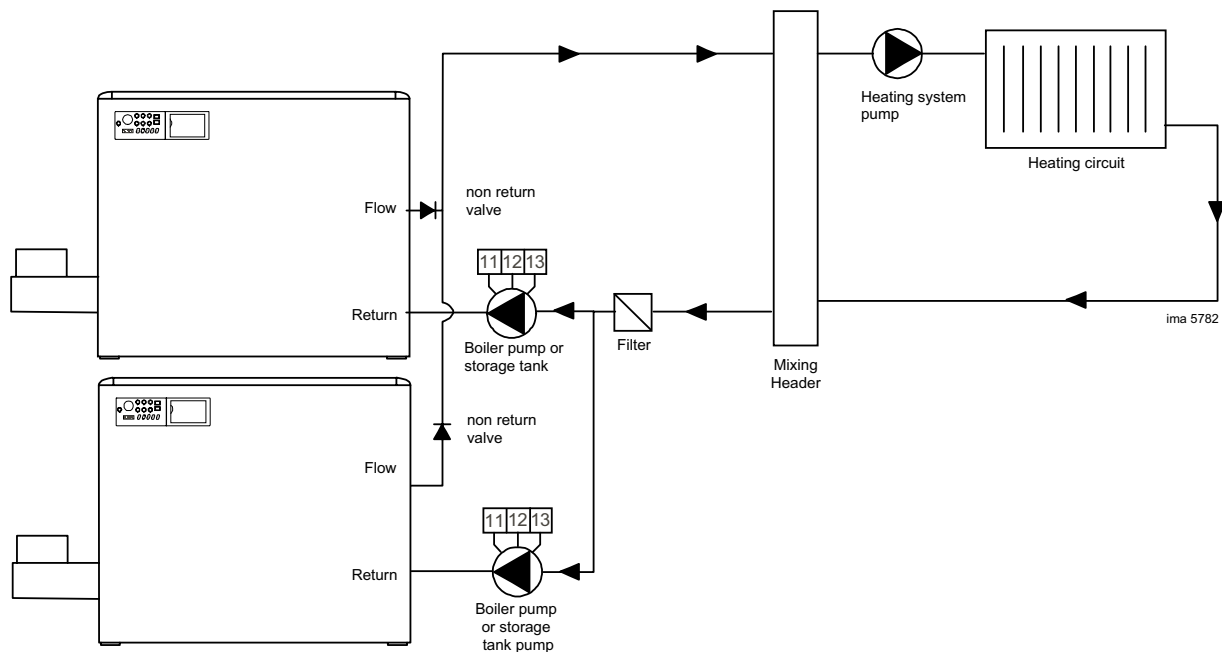 Heating system
pump
Heating circuit
Flow
non return
valve
11 12 13
Return
ima 5782
Boiler pump or
storage tank
Filter
Mixing
Header
non return
valve
Flow
11 12 13
Return
Boiler pump
or storage
tank pump